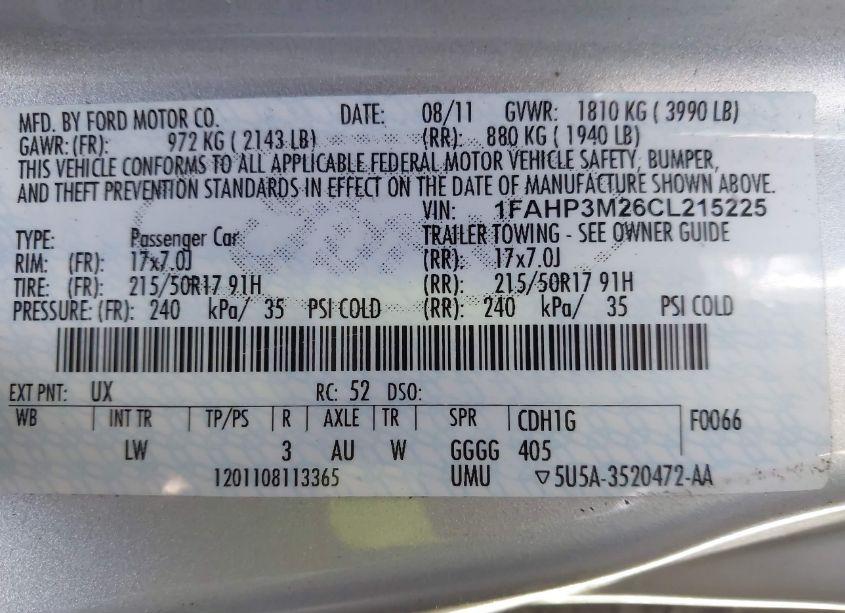 MFD. BY FORD MOTOR CO. DATE: 08/11 GVWR: 1810 KG ( 3990 LB)
GAWR: (FR): 972 KG ( 2143 LB) (RR): 880 KG ( 1940 LB)
THIS VEHICLE CONFORMS TO ALL APPLICABLE FEDERAL MOTOR VEHICLE SAFETY, BUMPER,
AND THEFT PREVENTION STANDARDS IN EFFECT ON THE DATE OF MANUFACTURE SHOWN ABOVE.
VIN: 1FAHP3M26CL215225
TYPE: Passenger Car TRAILER TOWING - SEE OWNER GUIDE
RIM: (FR): 17x7.0J (RR): 17x7.0J
TIRE: (FR): 215/50R17 91H (RR): 215/50R17 91H
PRESSURE: (FR): 240 kPa/ 35 PSI COLD (RR): 240 kPa/ 35 PSI COLD
EXT PNT: UX RC: 52 DSO:
WB INT TR TP/PS R AXLE TR SPR CDH1G F0066
LW 3 AU W GGGG 405
1201108113365 UMU ▽5U5A-3520472-AA